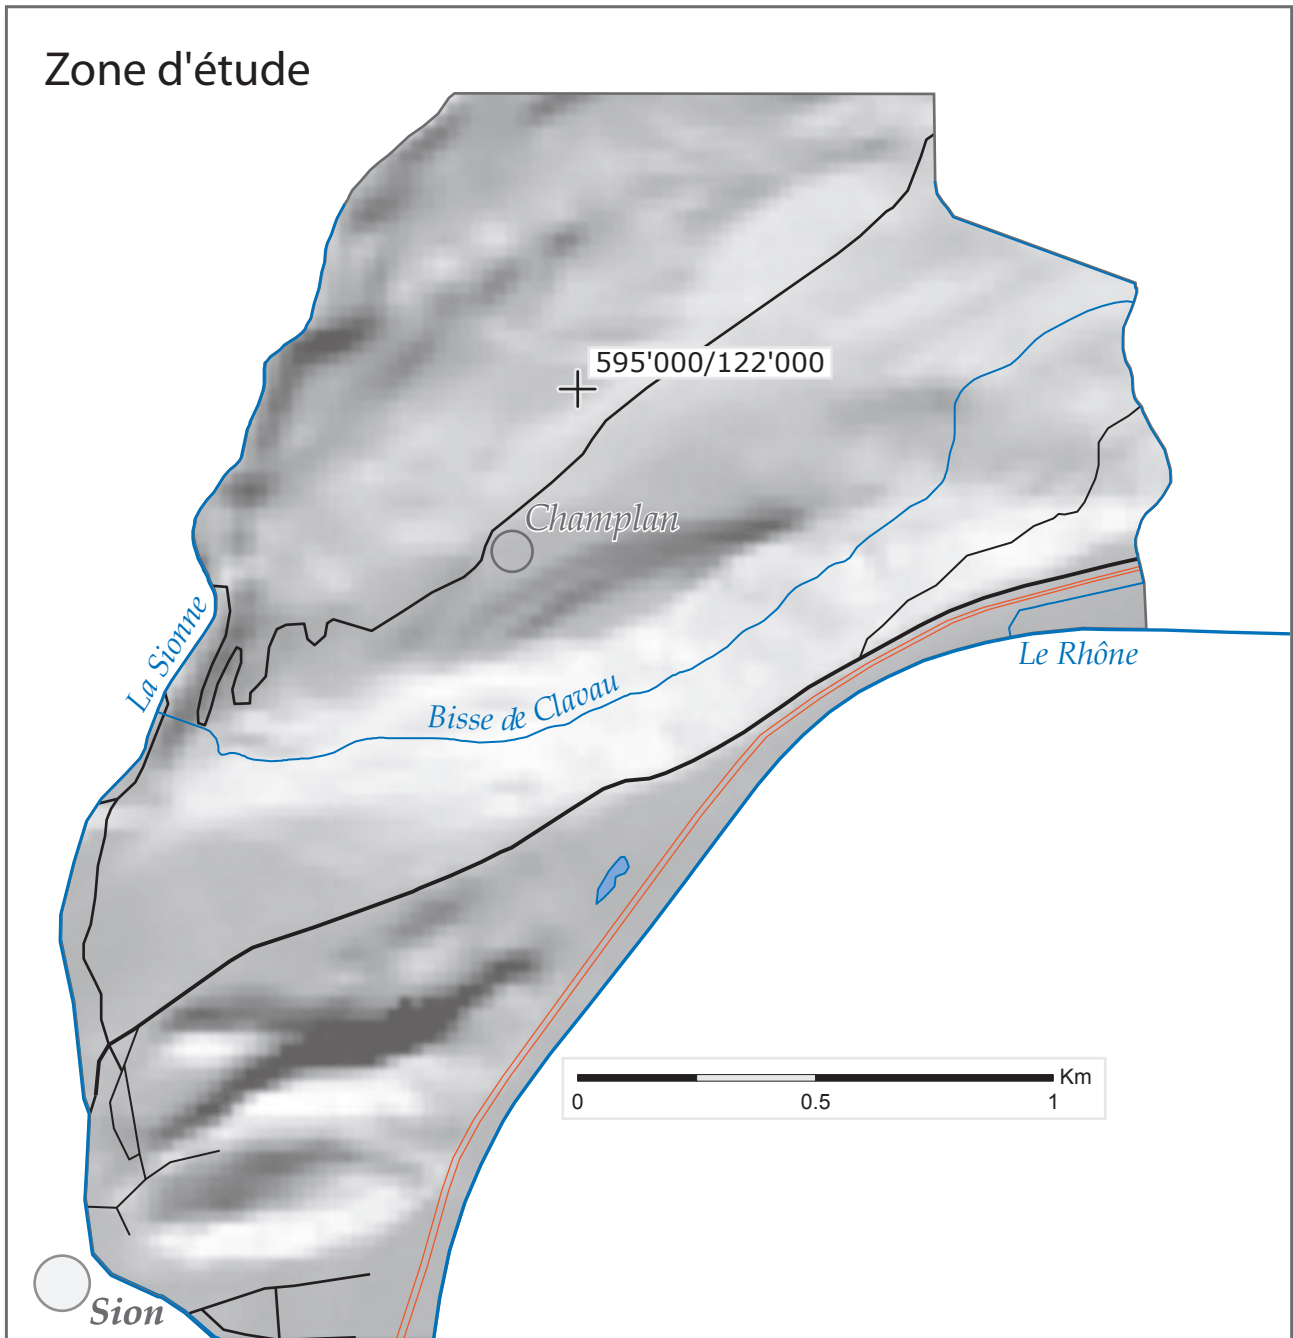 Zone d'étude
595'000/122'000
Champlan
La Sionne
Le Rhône
Bisse de Clavau
Km
0 0.5 1
Sion